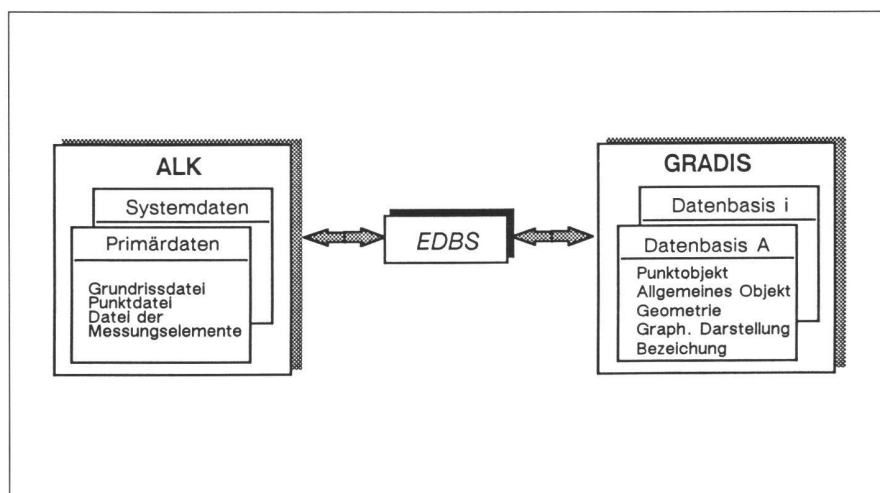 ALK
Systemdaten
Primärdaten
Grundrissdatei
Punktdatei
Datei der
Messungselemente
EDBS
GRADIS
Datenbasis i
Datenbasis A
Punktobjekt
Allgemeines Objekt
Geometrie
Graph. Darstellung
Bezeichung